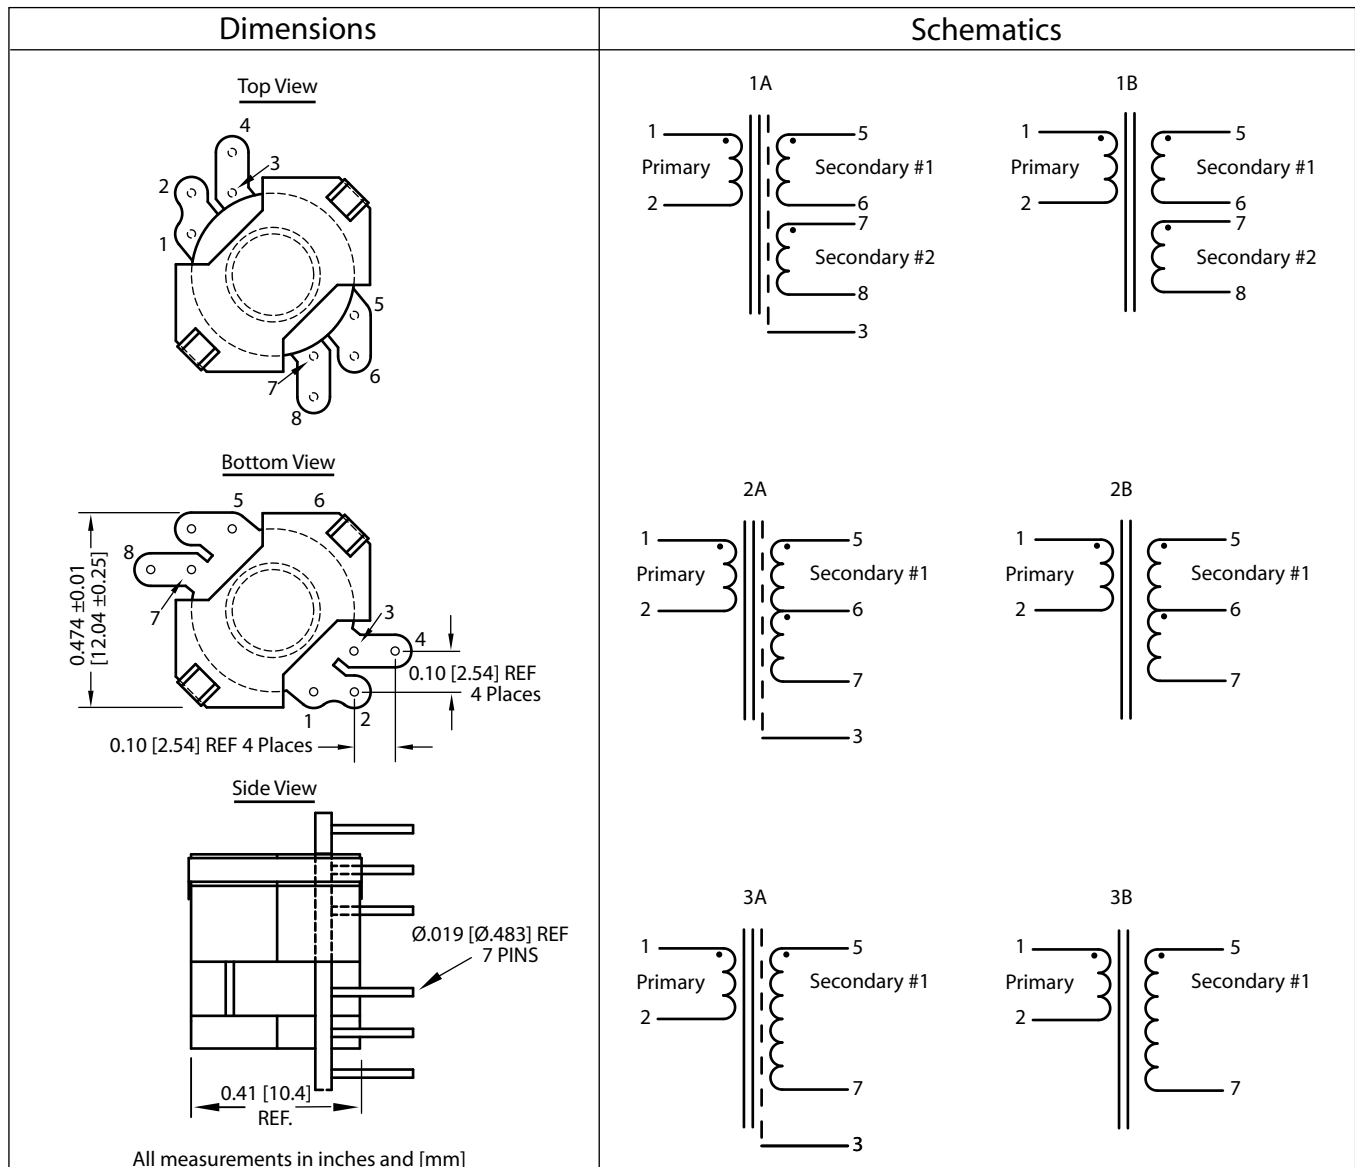 Dimensions
Top View
4
3
2
1
5
6
7
8
Bottom View
5 6
8
7
0.474 ±0.01
[12.04 ±0.25]
3
4
0.10 [2.54] REF
4 Places
1 2
0.10 [2.54] REF 4 Places
Side View
Ø.019 [Ø.483] REF
7 PINS
0.41 [10.4]
REF.
All measurements in inches and [mm]
Schematics
1A
1
Primary
2
5
Secondary #1
6
7
Secondary #2
8
3
1B
1
Primary
2
5
Secondary #1
6
7
Secondary #2
8
2A
1
Primary
2
5
Secondary #1
6
7
3
2B
1
Primary
2
5
Secondary #1
6
7
3A
1
Primary
2
5
Secondary #1
7
3
3B
1
Primary
2
5
Secondary #1
7